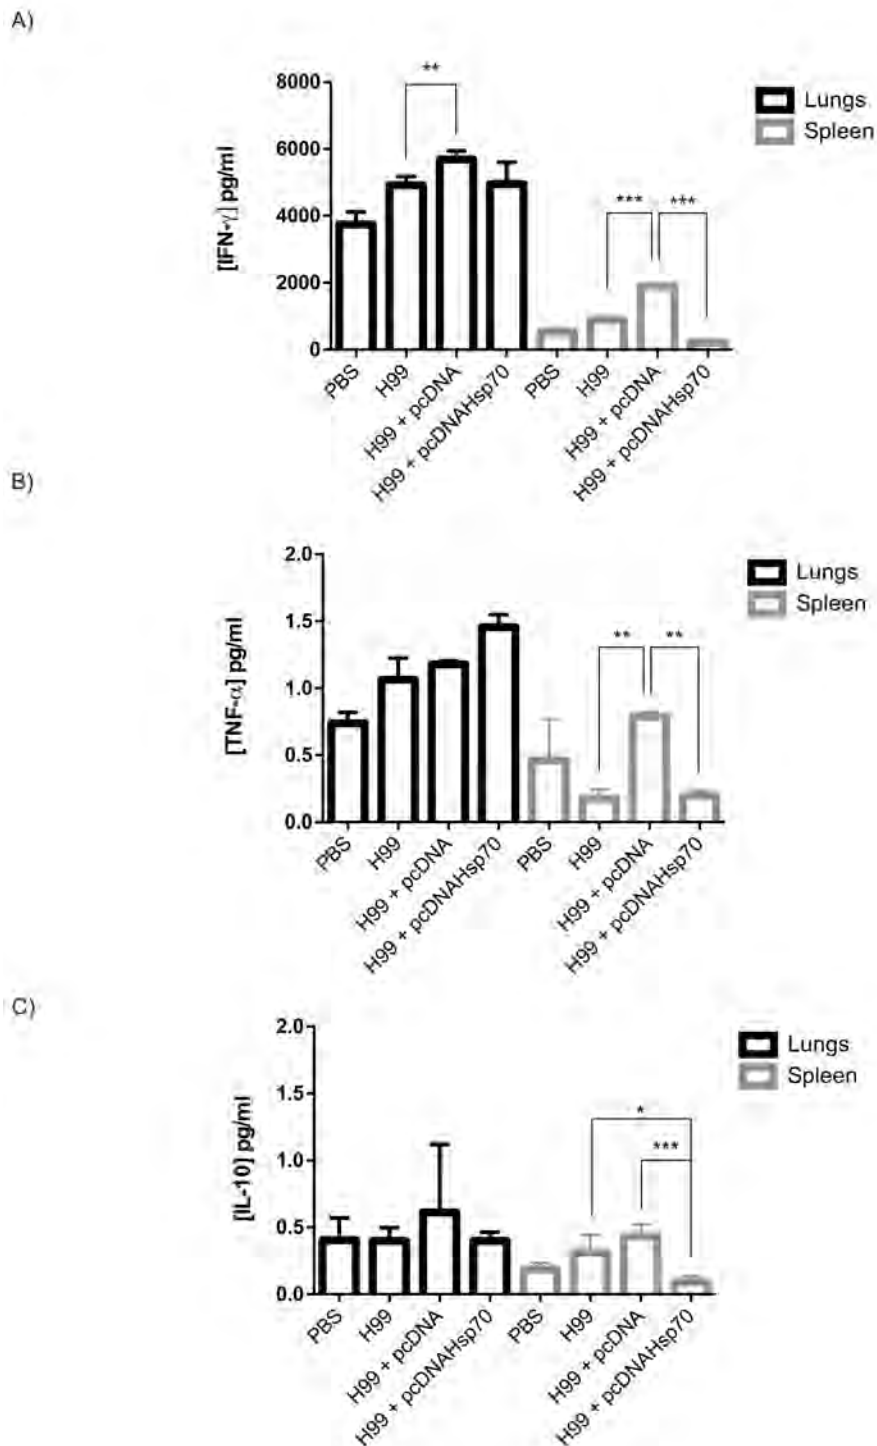 A)
**
8000
6000
4000
2000
0
[IFN-γ] pg/ml
Lungs
Spleen
***
***
PBS
H99
H99 + pcDNA
H99 + pcDNAHsp70
PBS
H99
H99 + pcDNA
H99 + pcDNAHsp70
B)
2.0
1.5
1.0
0.5
0.0
[TNF-α] pg/ml
Lungs
Spleen
**
**
PBS
H99
H99 + pcDNA
H99 + pcDNAHsp70
PBS
H99
H99 + pcDNA
H99 + pcDNAHsp70
C)
2.0
1.5
1.0
0.5
0.0
[IL-10] pg/ml
Lungs
Spleen
*
***
PBS
H99
H99 + pcDNA
H99 + pcDNAHsp70
PBS
H99
H99 + pcDNA
H99 + pcDNAHsp70